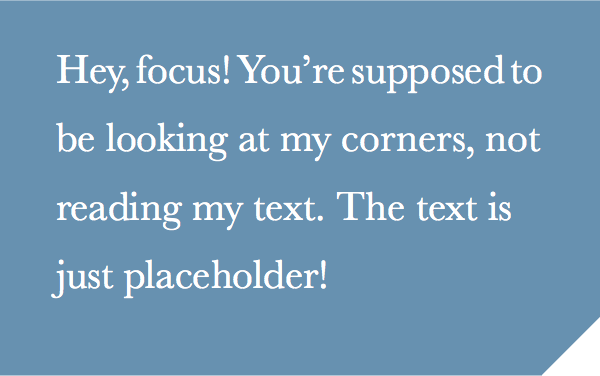 Hey, focus! You’re supposed to
be looking at my corners, not
reading my text. The text is
just placeholder!